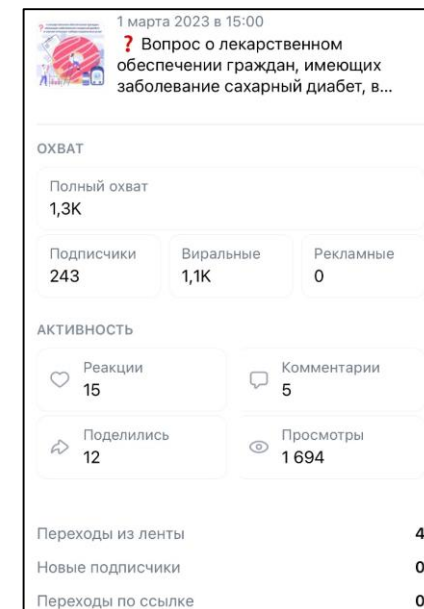 1 марта 2023 в 15:00
❓ Вопрос о лекарственном
обеспечении граждан, имеющих
заболевание сахарный диабет, в...
ОХВАТ
Полный охват
1,3K
Подписчики
243
Виральные
1,1K
Рекламные
0
АКТИВНОСТЬ
Реакции
15
Комментарии
5
Поделились
12
Просмотры
1 694
Переходы из ленты 4
Новые подписчики 0
Переходы по ссылке 0